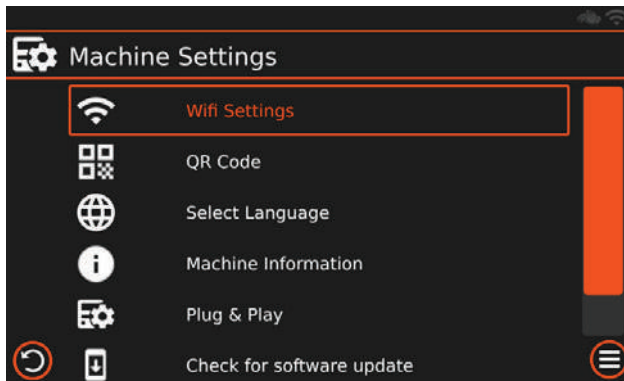 Machine Settings
Wifi Settings
QR Code
Select Language
Machine Information
Plug & Play
Check for software update